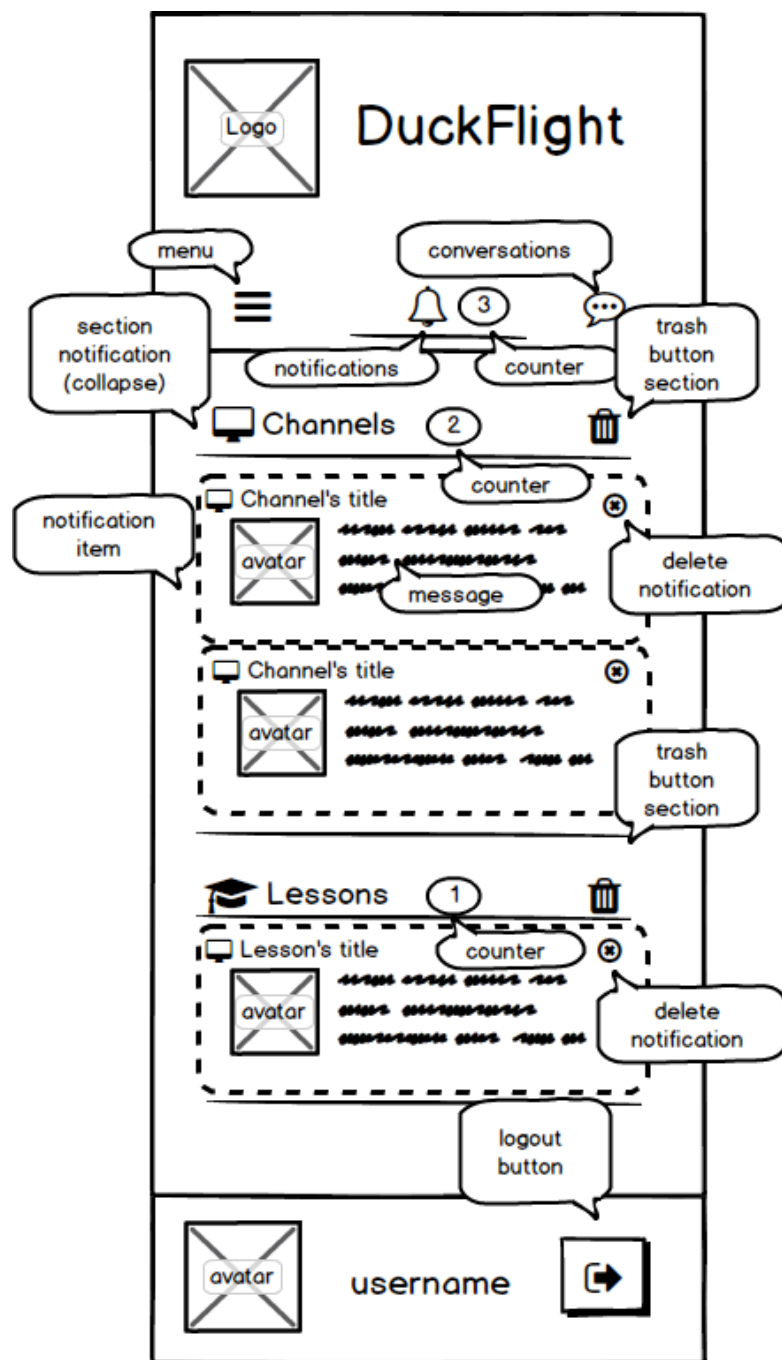 Logo
DuckFlight
menu
conversations
3
section
notification
(collapse)
notifications
counter
trash
button
section
Channels
2
counter
Channel's title
notification
item
avatar
message
delete
notification
Channel's title
avatar
trash
button
section
Lessons
1
counter
Lesson's title
avatar
delete
notification
logout
button
avatar
username